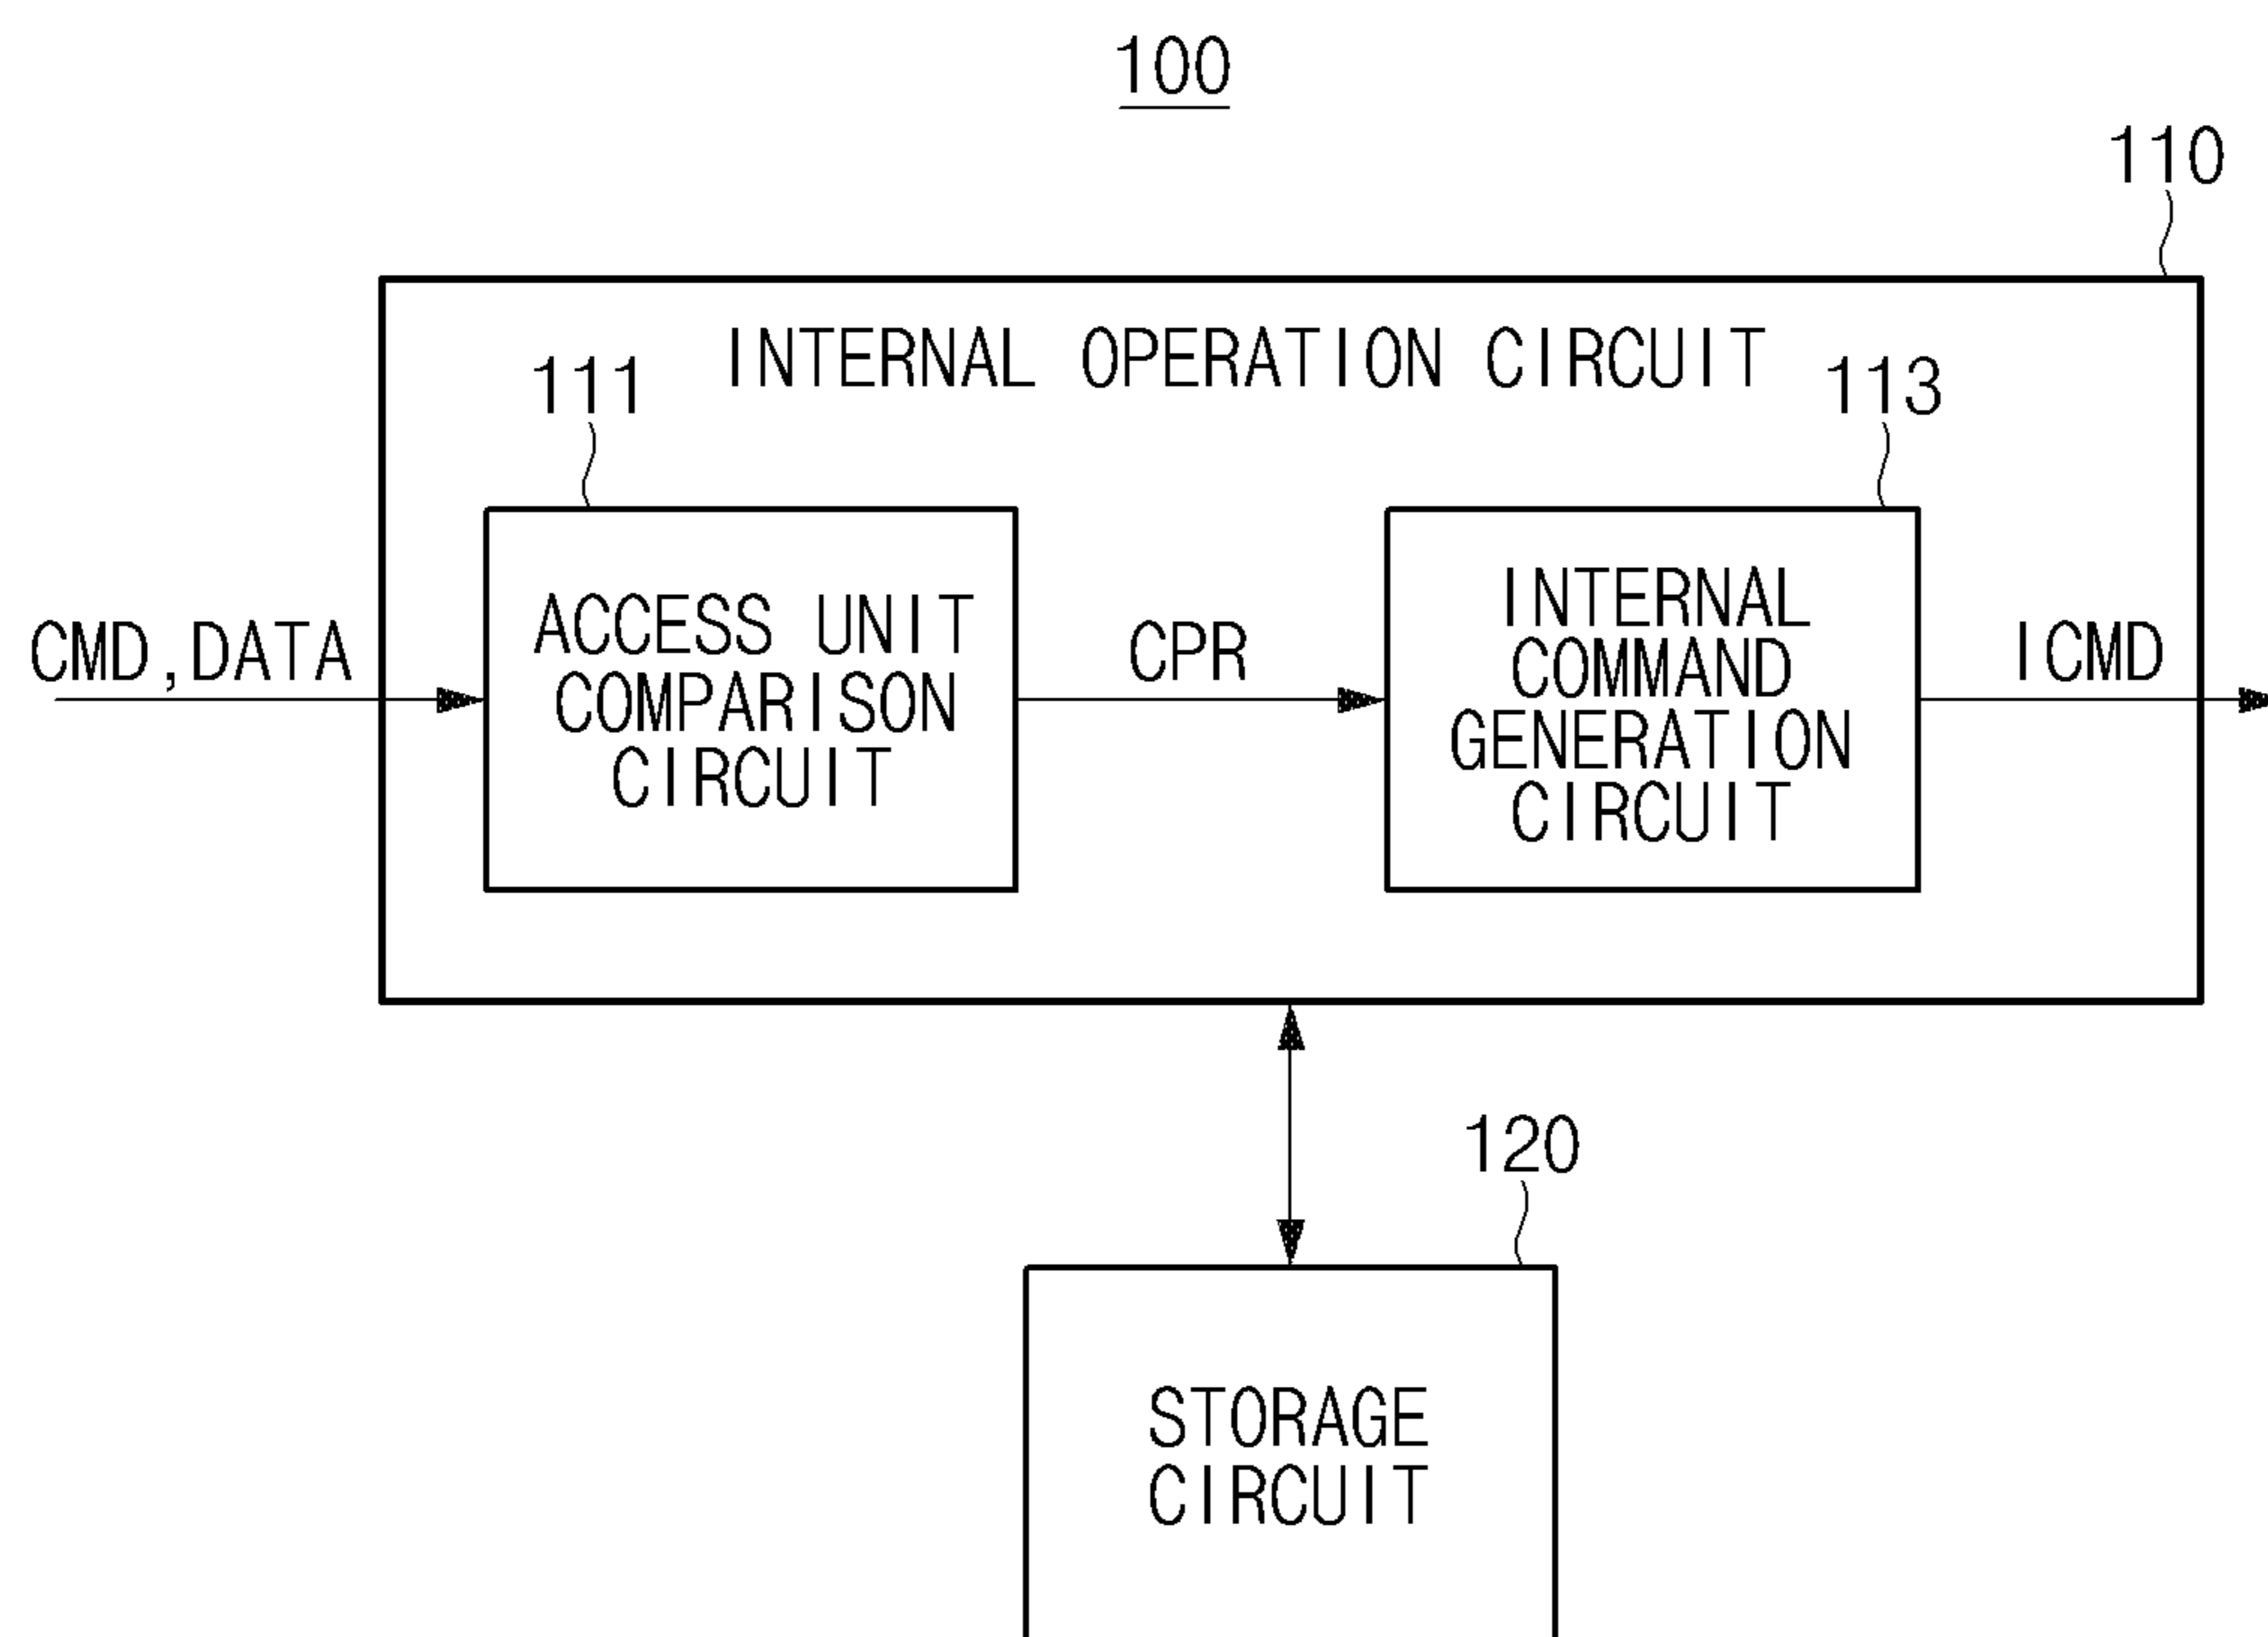 100
110
INTERNAL OPERATION CIRCUIT
111
113
ACCESS UNIT
COMPARISON
CIRCUIT
INTERNAL
COMMAND
GENERATION
CIRCUIT
CMD,DATA
CPR
ICMD
120
STORAGE
CIRCUIT